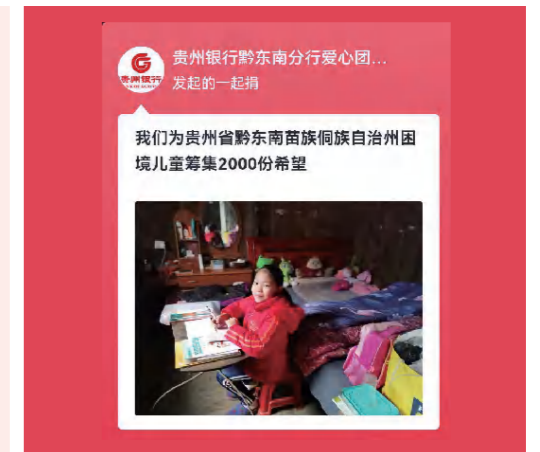 贵州银行黔东南分行爱心团...
发起的一起捐
贵州银行
我们为贵州省黔东南苗族侗族自治州困
境儿童筹集2000份希望